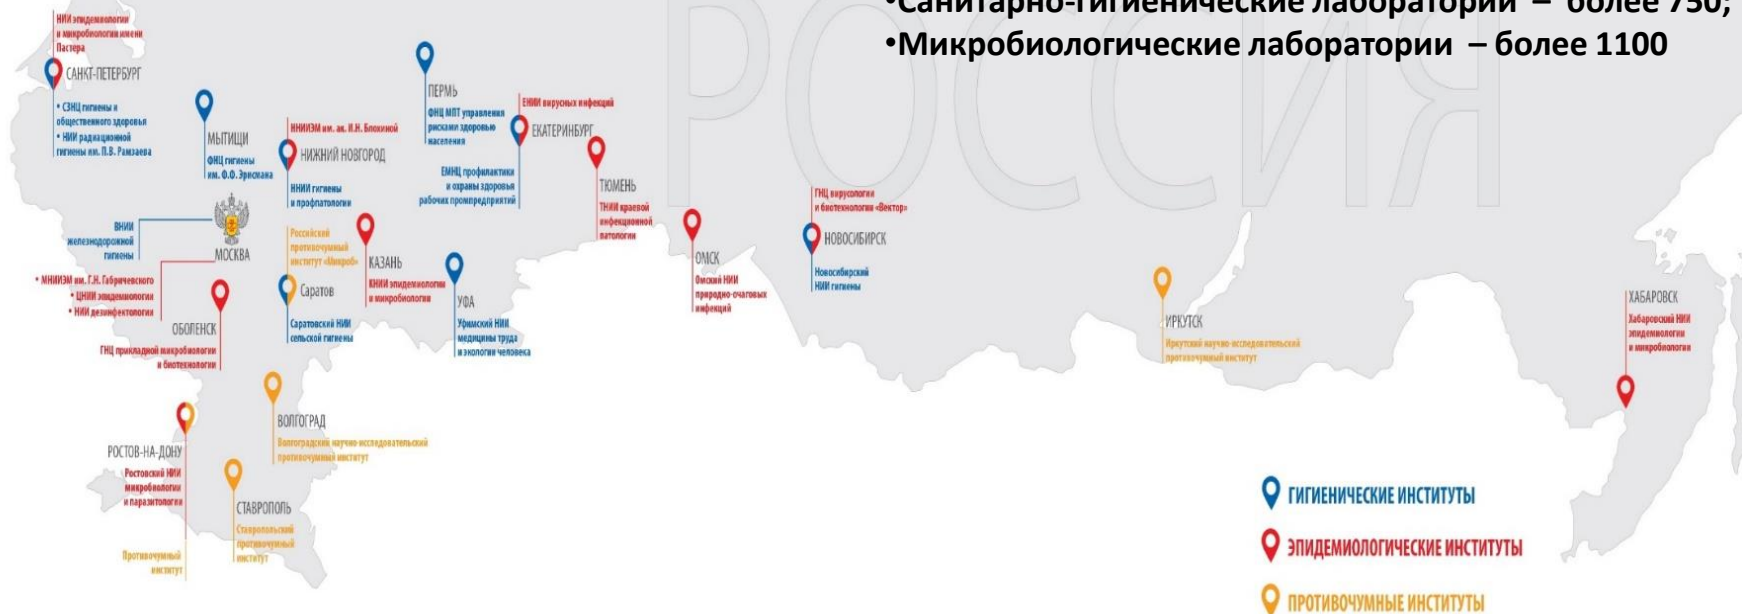 •Санитарно-гигиенические лаборатории – более 750;
•Микробиологические лаборатории – более 1100
РОССИЯ
НИИ эпидемиологии
и микробиологии имени
Пастера
САНКТ-ПЕТЕРБУРГ
• СЗНЦ гигиены и
общественного здоровья
• НИИ радиационной
гигиены им. П.В. Рамзаева
МЫТИЩИ
ФНЦ гигиены
им. Ф.Ф. Эрисмана
ННИИЭМ им. ак. И.Н. Блохиной
НИЖНИЙ НОВГОРОД
ННИИ гигиены
и профпатологии
ПЕРМЬ
ФНЦ МПТ управления
рисками здоровью
населения
ЕНИИ вирусных инфекций
ЕКАТЕРИНБУРГ
ЕМНЦ профилактики
и охраны здоровья
рабочих промпредприятий
ТЮМЕНЬ
ТНИИ краевой
инфекционной
патологии
ВНИИ
железнодорожной
гигиены
МОСКВА
• МНИИЭМ им. Г.Н. Габричевского
• ЦНИИ эпидемиологии
• НИИ дезинфектологии
Российский
противочумный
институт «Микроб»
Саратов
Саратовский НИИ
сельской гигиены
КАЗАНЬ
КНИИ эпидемиологии
и микробиологии
УФА
Уфимский НИИ
медицины труда
и экологии человека
ОМСК
Омский НИИ
природно-очаговых
инфекций
ГНЦ вирусологии
и биотехнологии «Вектор»
НОВОСИБИРСК
Новосибирский
НИИ гигиены
ИРКУТСК
Иркутский научно-исследовательский
противочумный институт
ХАБАРОВСК
Хабаровский НИИ
эпидемиологии
и микробиологии
ОБОЛЕНСК
ГНЦ прикладной микробиологии
и биотехнологии
ВОЛГОГРАД
Волгоградский научно-исследовательский
противочумный институт
РОСТОВ-НА-ДОНУ
Ростовский НИИ
микробиологии
и паразитологии
Противочумный
институт
СТАВРОПОЛЬ
Ставропольский
противочумный
институт
ГИГИЕНИЧЕСКИЕ ИНСТИТУТЫ
ЭПИДЕМИОЛОГИЧЕСКИЕ ИНСТИТУТЫ
ПРОТИВОЧУМНЫЕ ИНСТИТУТЫ